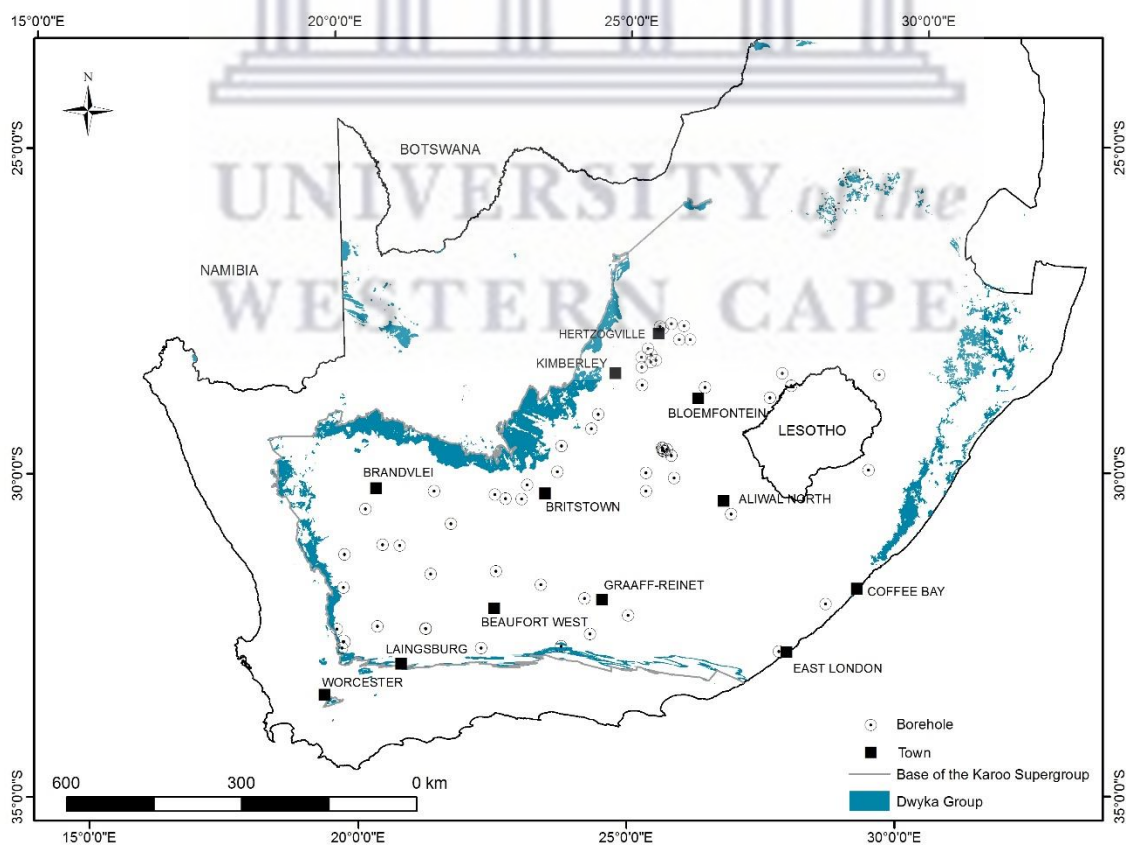 15°0'0"E 20°0'0"E 25°0'0"E 30°0'0"E
N
25°0'0"S 25°0'0"S
BOTSWANA
UNIVERSITY of the
NAMIBIA
WESTERN CAPE
HERTZOGVILLE
KIMBERLEY
BLOEMFONTEIN
LESOTHO
30°0'0"S 30°0'0"S
BRANDVLEI
BRITSTOWN
ALIWAL NORTH
GRAAFF-REINET
COFFEE BAY
BEAUFORT WEST
LAINGSBURG
EAST LONDON
WORCESTER
Borehole
Town
Base of the Karoo Supergroup
Dwyka Group
600 300 0 km
35°0'0"S 35°0'0"S
15°0'0"E 20°0'0"E 25°0'0"E 30°0'0"E